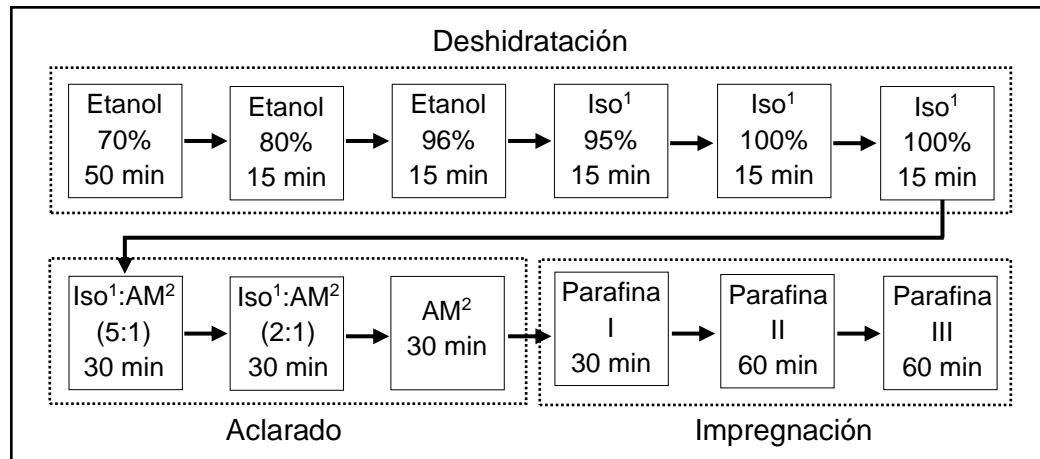 Deshidratación
Etanol
70%
50 min
Etanol
80%
15 min
Etanol
96%
15 min
Iso¹
95%
15 min
Iso¹
100%
15 min
Iso¹
100%
15 min
Iso¹:AM²
(5:1)
30 min
Iso¹:AM²
(2:1)
30 min
AM²
30 min
Parafina
I
30 min
Parafina
II
60 min
Parafina
III
60 min
Aclarado
Impregnación